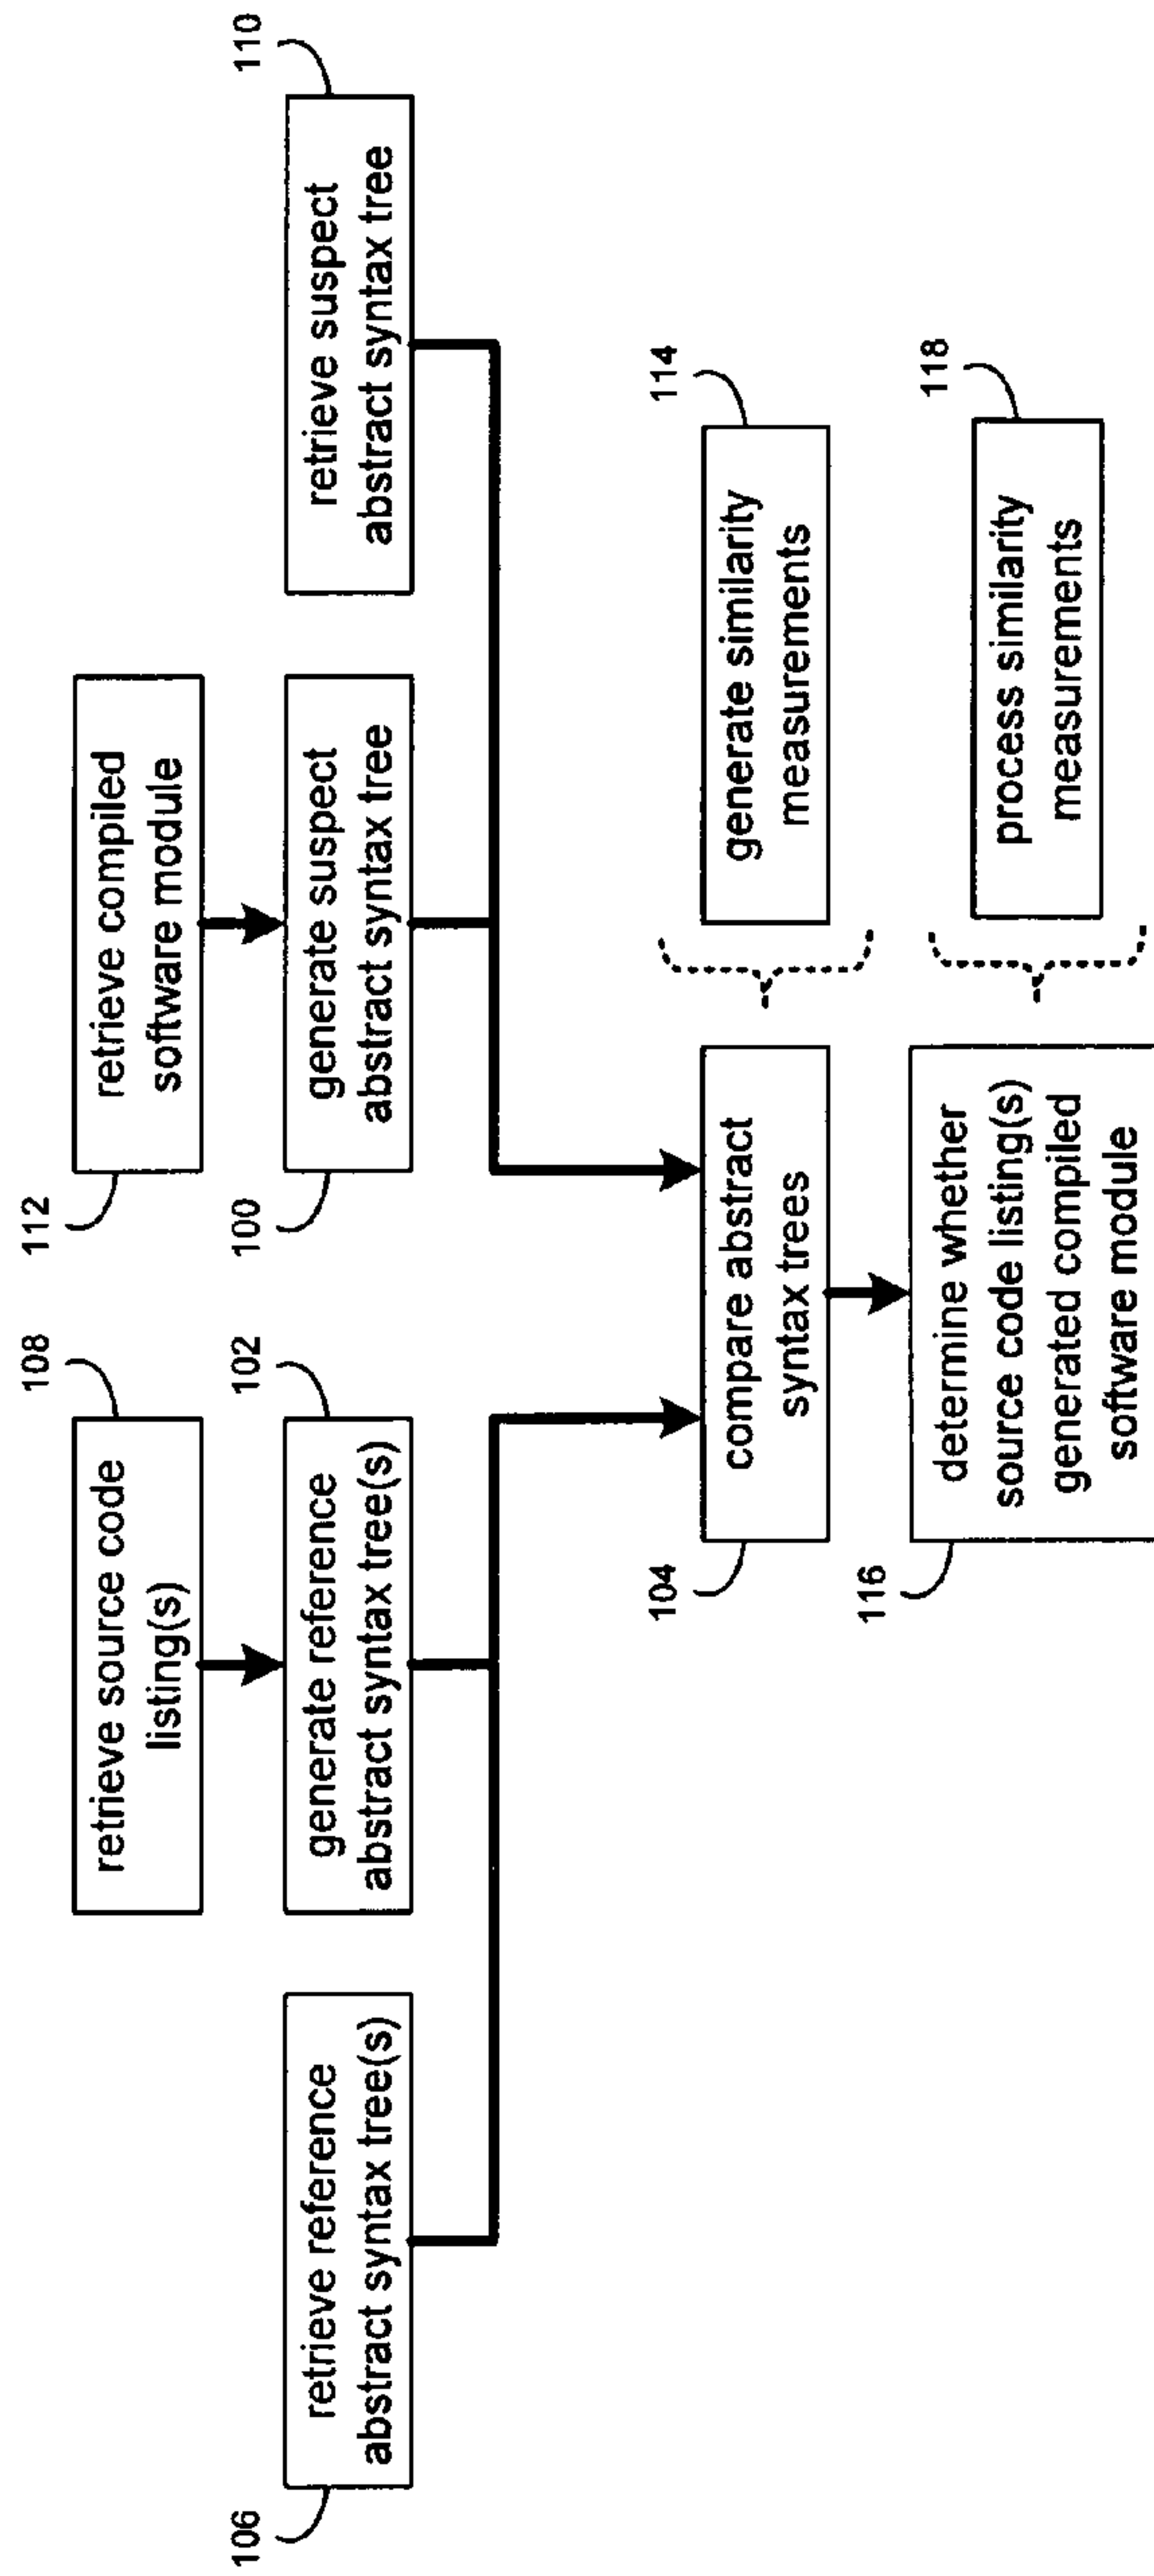 108
112
retrieve source code
listing(s)
retrieve compiled
software module
106
102
100
110
retrieve reference
abstract syntax tree(s)
generate reference
abstract syntax tree(s)
generate suspect
abstract syntax tree
retrieve suspect
abstract syntax tree
104
compare abstract
syntax trees
114
generate similarity
measurements
116
determine whether
source code listing(s)
generated compiled
software module
118
process similarity
measurements